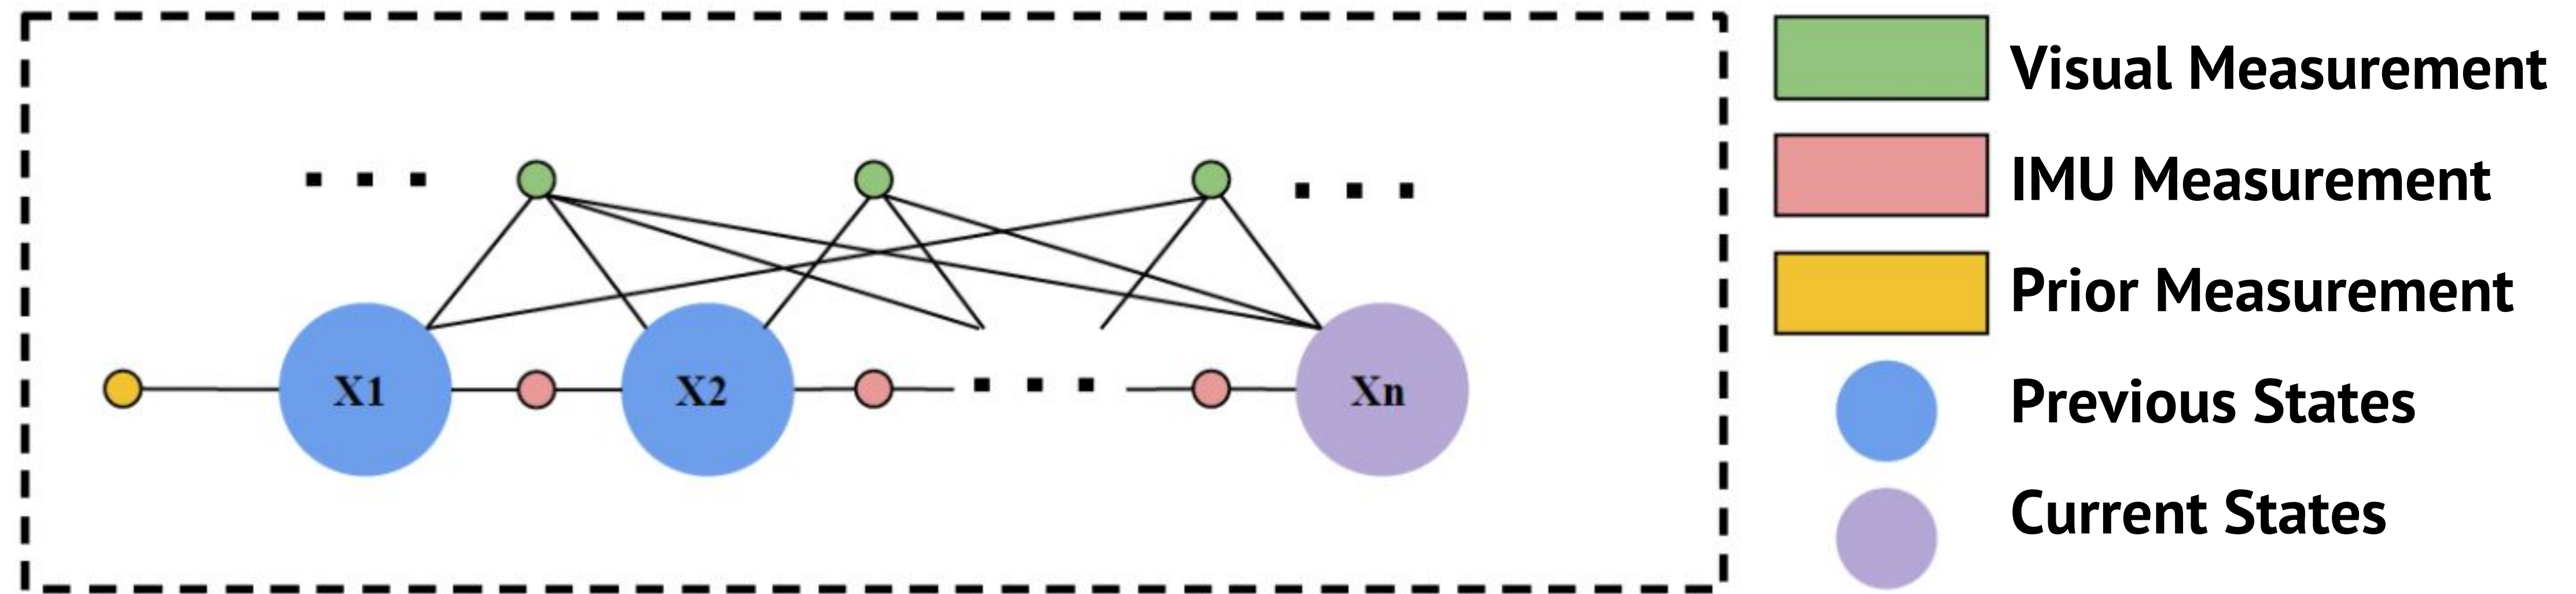 Visual Measurement
IMU Measurement
Prior Measurement
X1
X2
Xn
Previous States
Current States